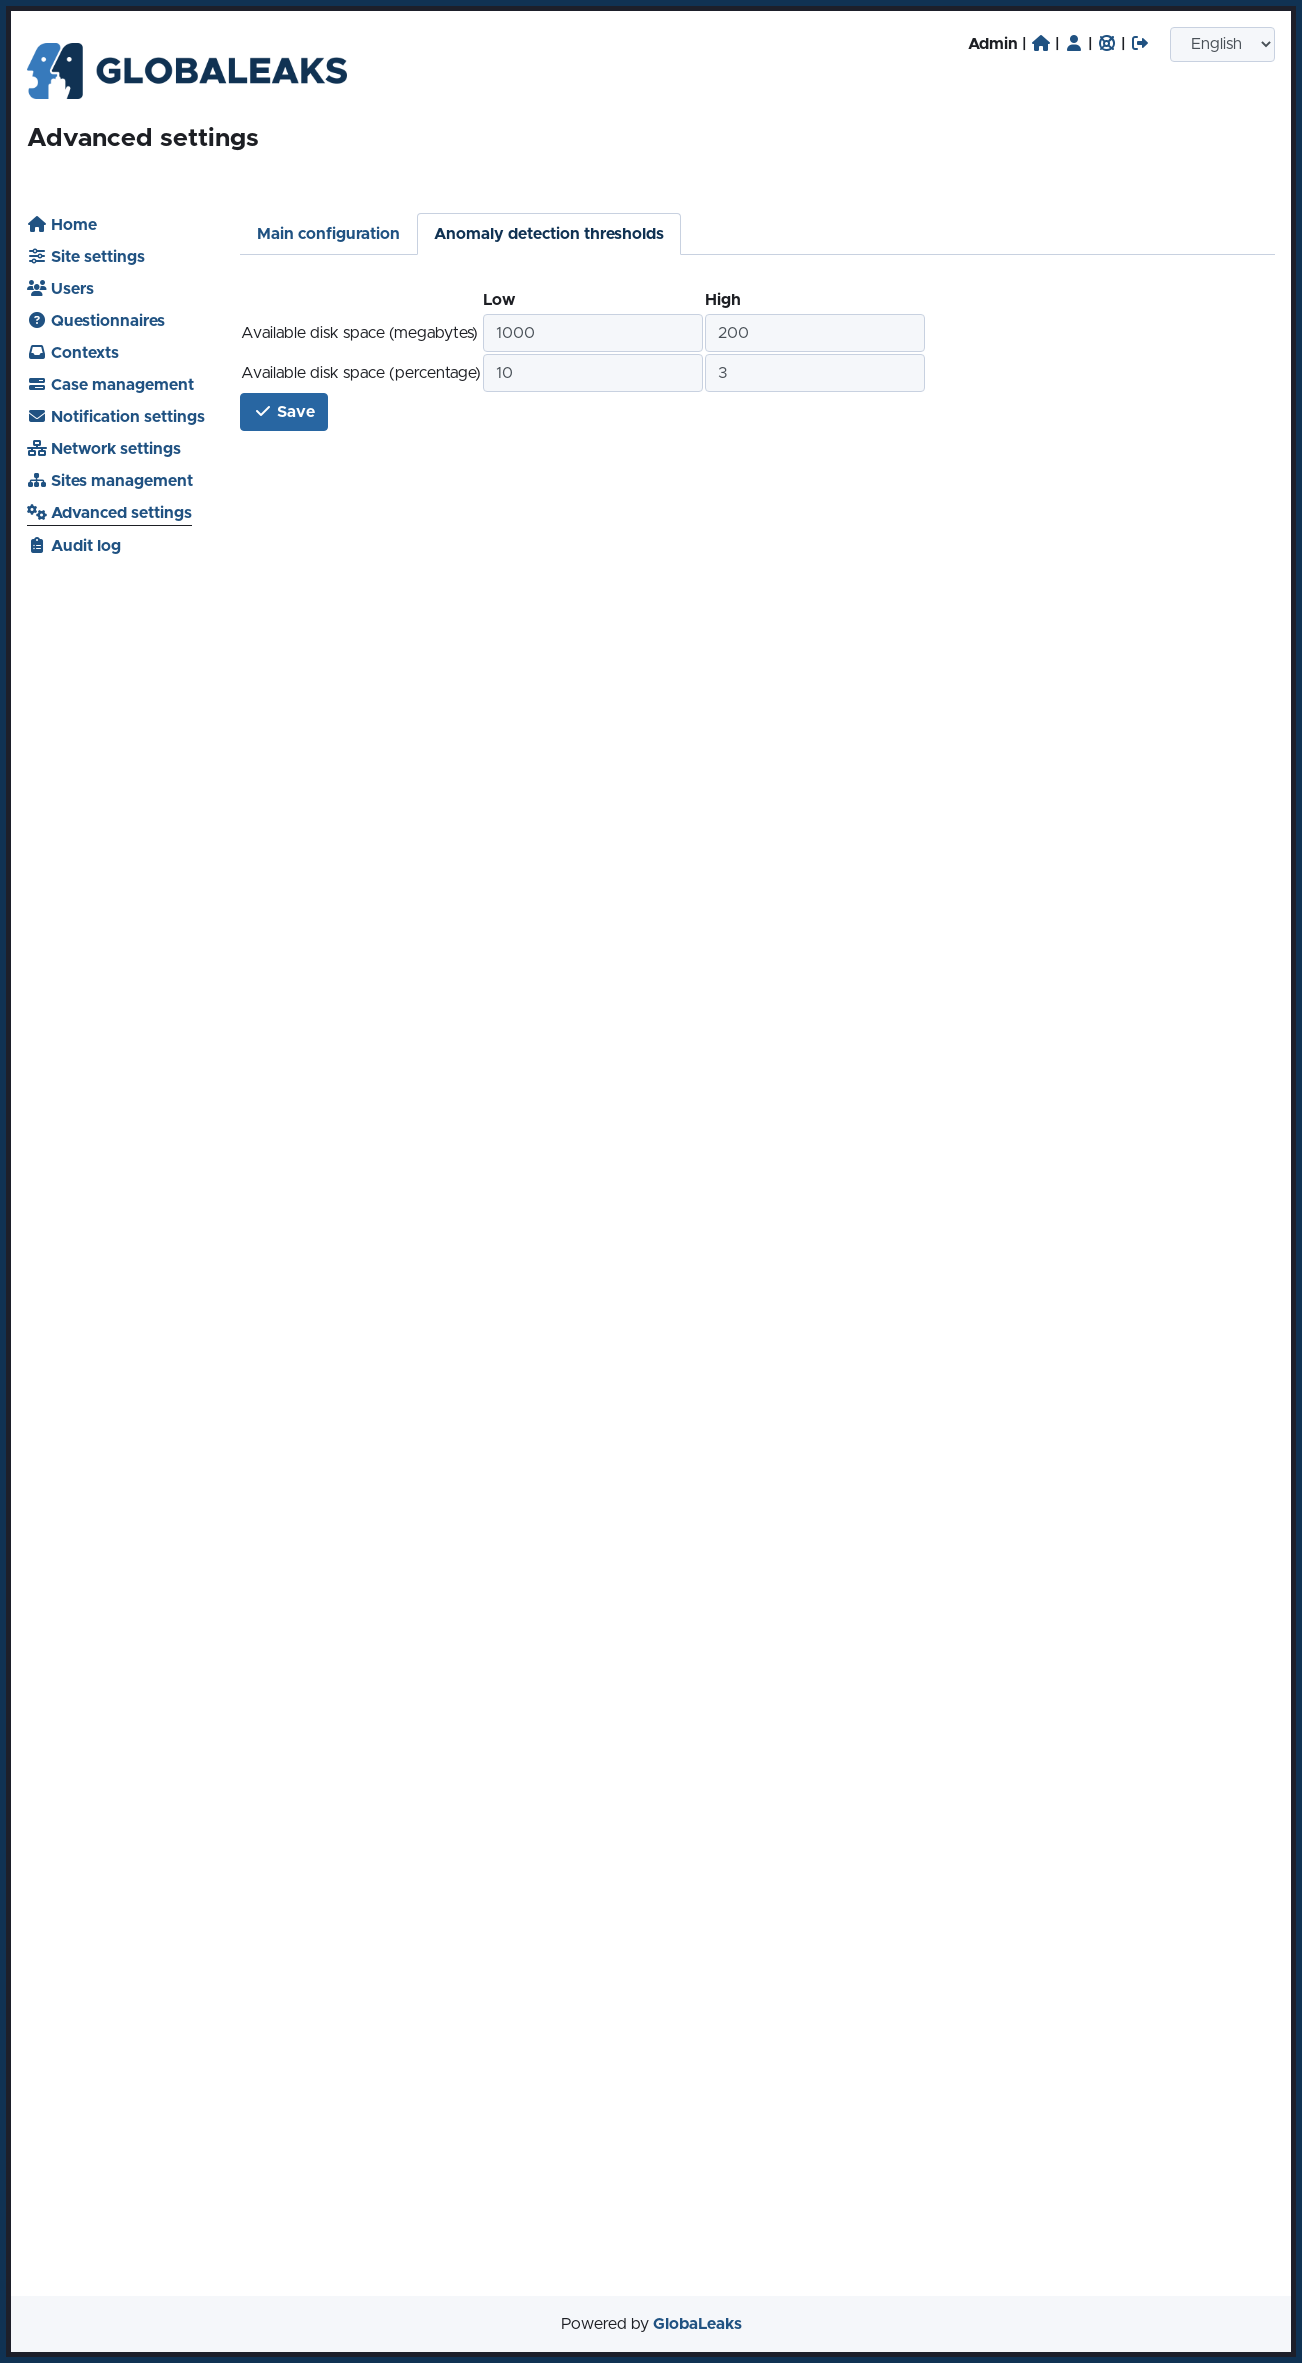 Admin | | | |
English
GLOBALEAKS
Advanced settings
Home
Site settings
Users
Questionnaires
Contexts
Case management
Notification settings
Network settings
Sites management
Advanced settings
Audit log
Main configuration
Anomaly detection thresholds
Low High
Available disk space (megabytes) 1000 200
Available disk space (percentage) 10 3
Save
Powered by GlobaLeaks